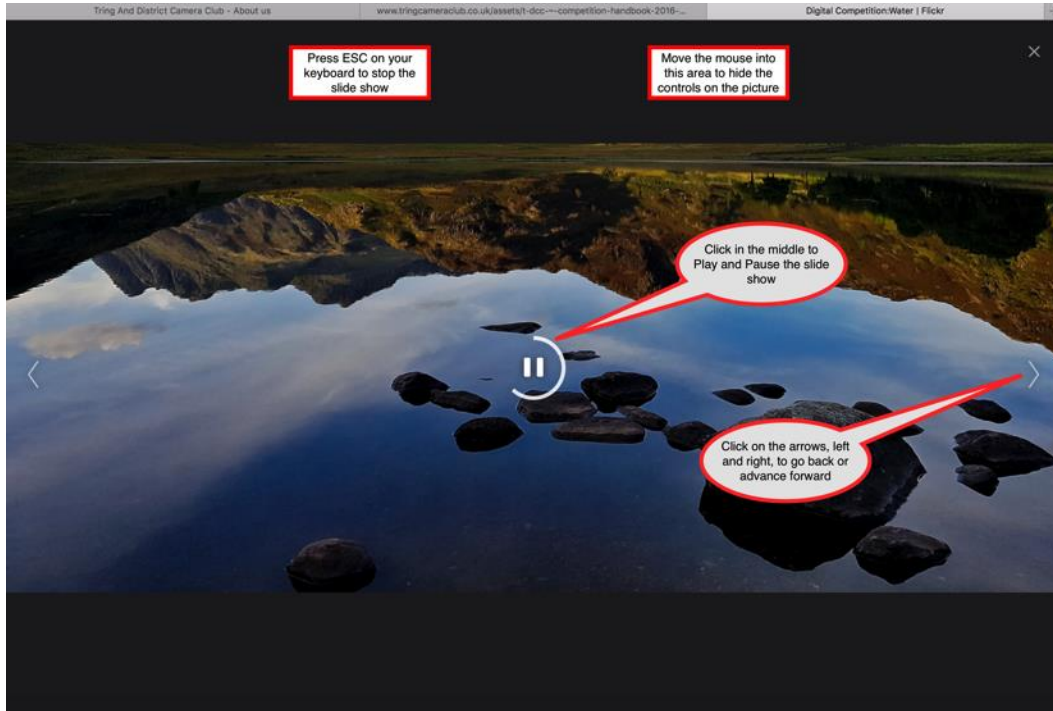 Tring And District Camera Club - About us
www.tringcameraclub.co.uk/assets/t-dcc-~-competition-handbook-2016-...
Digital Competition:Water | Flickr
Press ESC on your
keyboard to stop the
slide show
Move the mouse into
this area to hide the
controls on the picture
Click in the middle to
Play and Pause the slide
show
Click on the arrows, left
and right, to go back or
advance forward